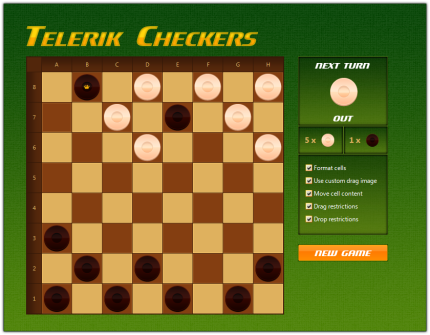 Telerik Checkers
A B C D E F G H
NEXT TURN
8
7
OUT
5 x 1 x
6
Format cells
Use custom drag image
5
Move cell content
Drag restrictions
4
Drop restrictions
3
NEW GAME
2
1